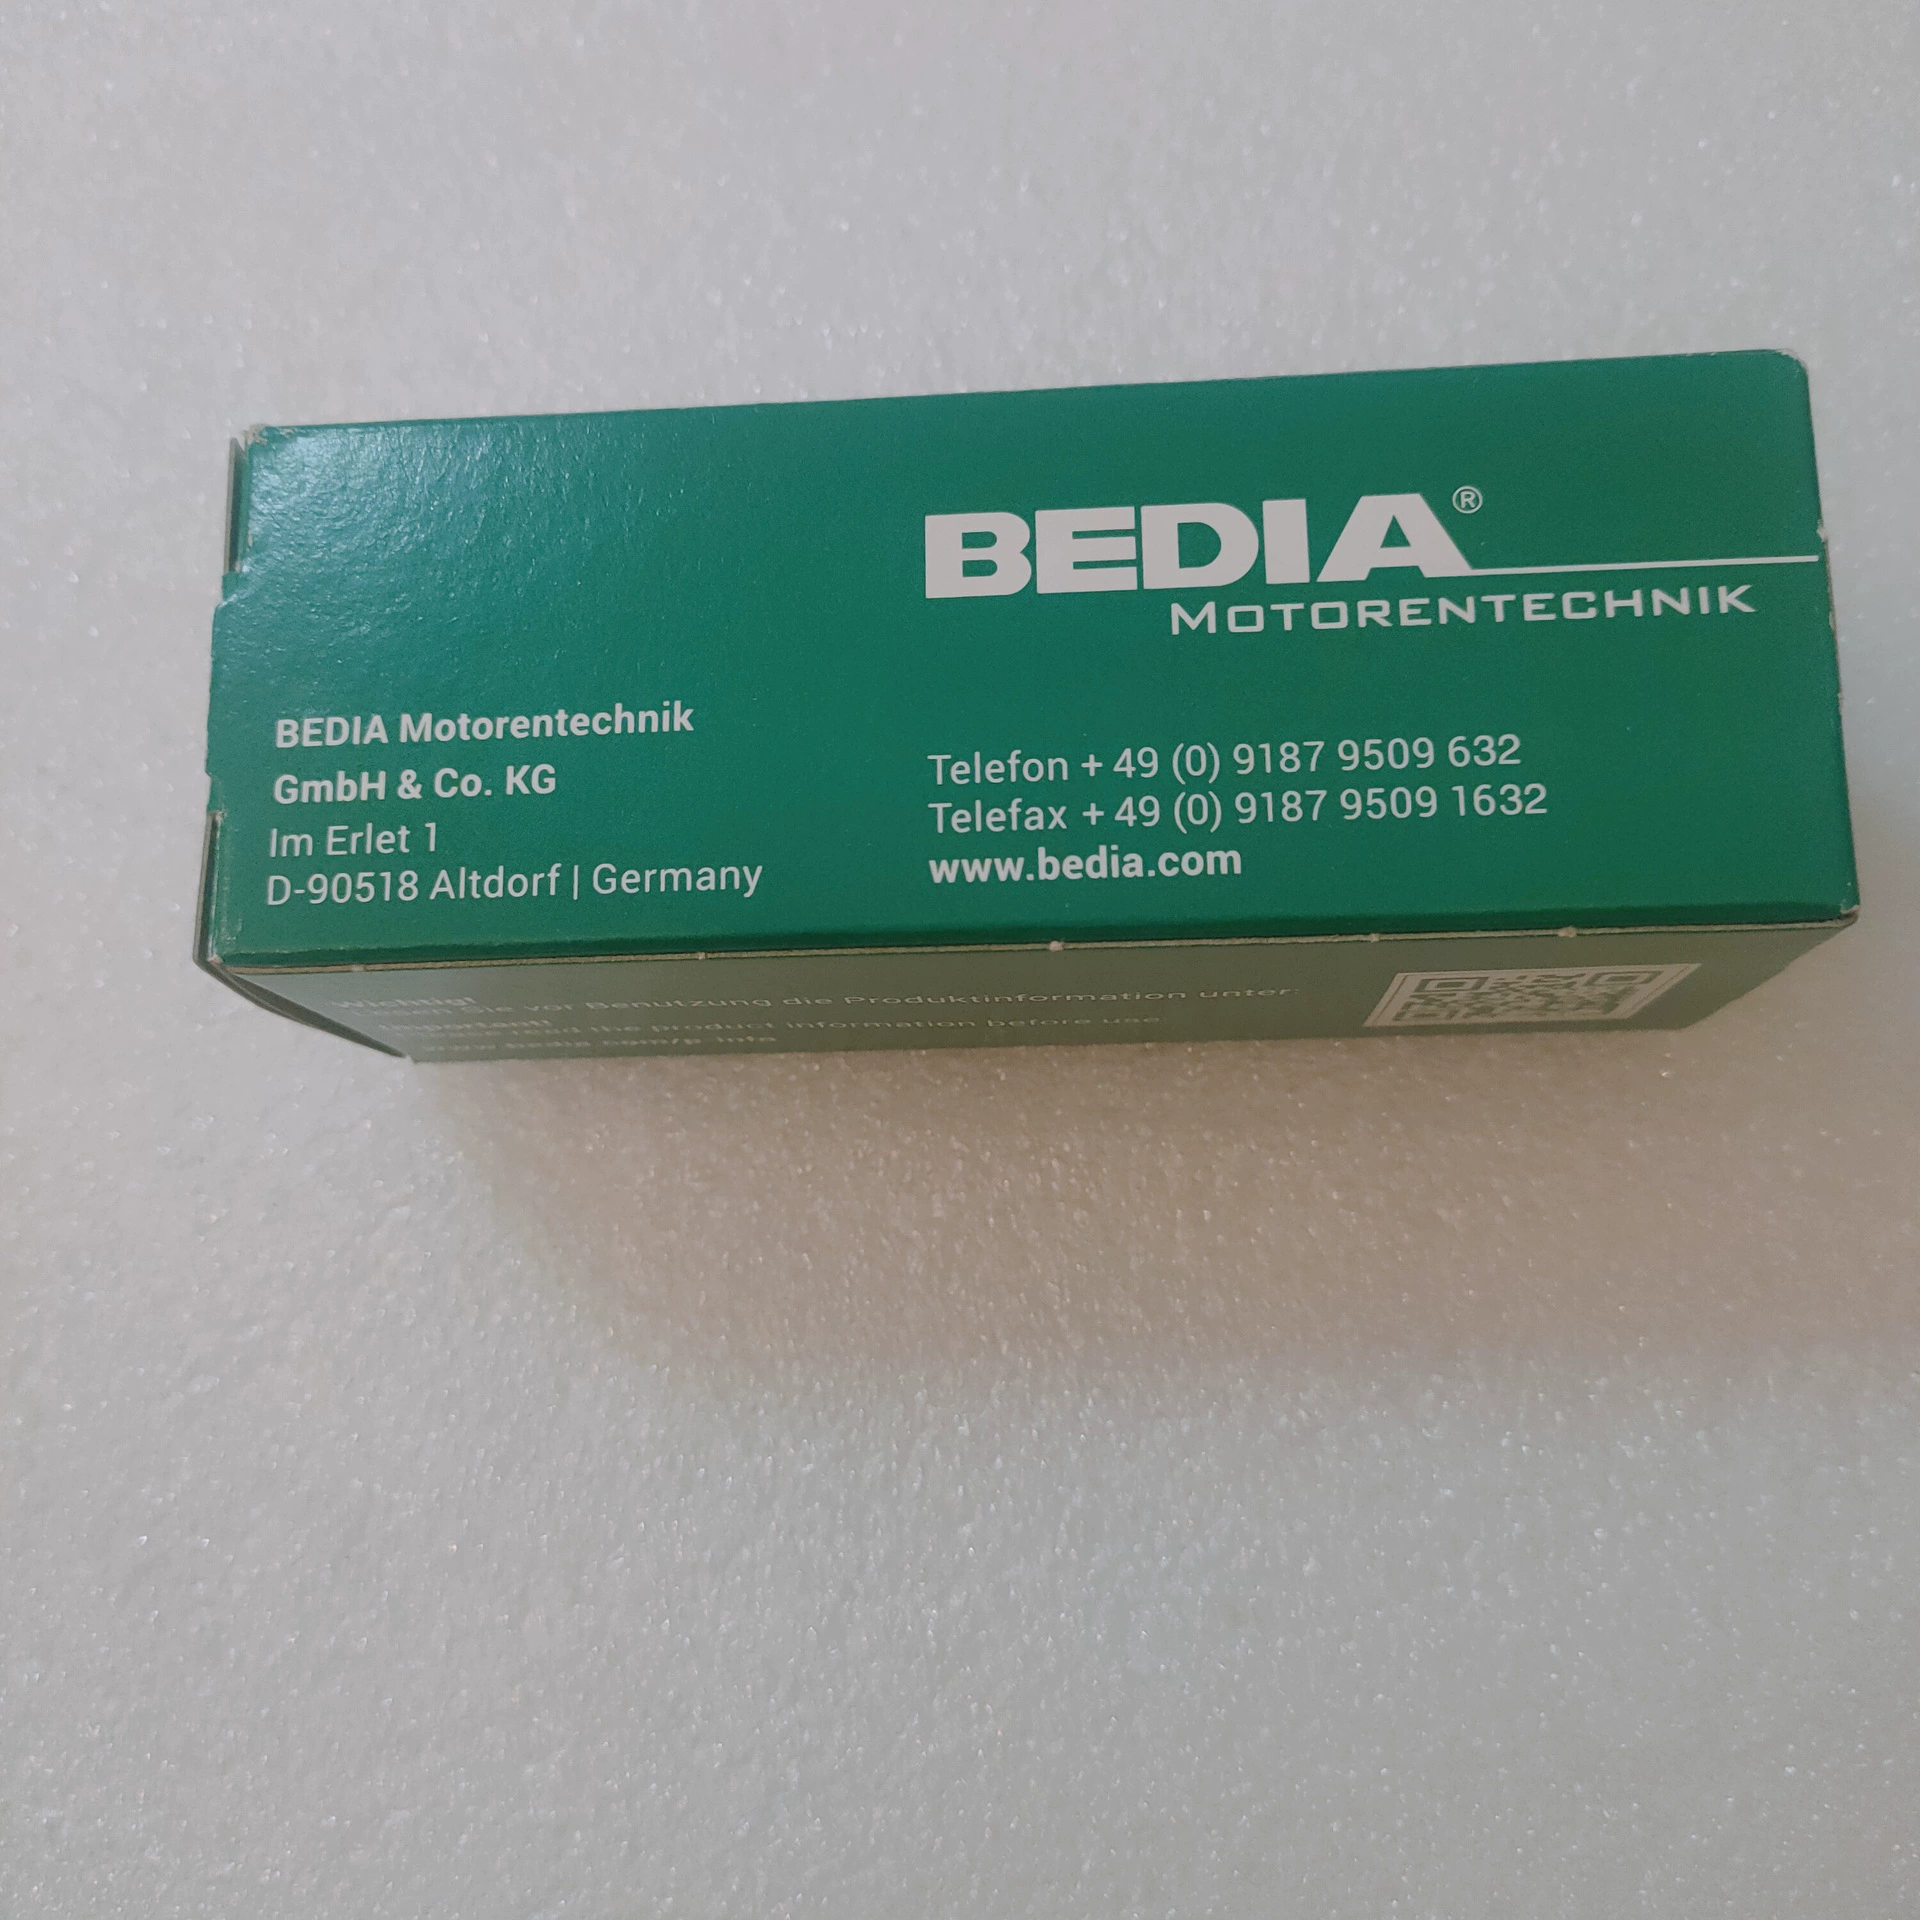 BEDIA®
MOTORENTECHNIK
BEDIA Motorentechnik
GmbH & Co. KG
Im Erlet 1
D-90518 Altdorf | Germany
Telefon + 49 (0) 9187 9509 632
Telefax + 49 (0) 9187 9509 1632
www.bedia.com
Wichtig!
Sie vor Benutzung die Produktinformation unter:
Important!
read the product information before use